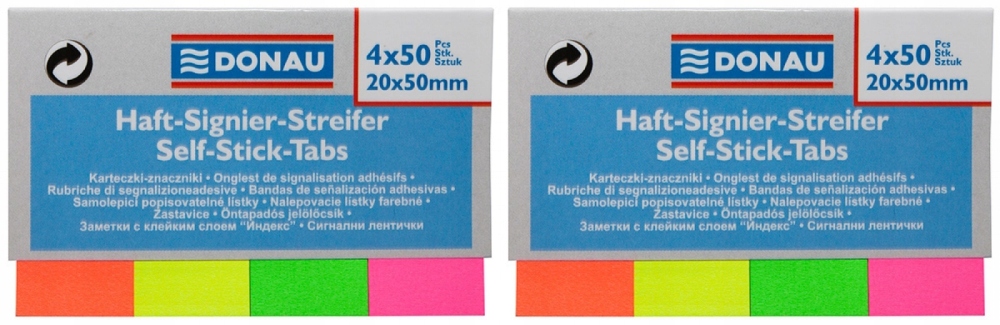 DONAU
4x50 Pcs Stk. Sztuk
20x50mm
Haft-Signier-Streifer
Self-Stick-Tabs
Karteczki-znaczniki • Onglest de signalisation adhésifs •
Rubriche di segnalizioneadesive • Bandas de señalización adhesivas •
Samolepicí popisovatelné lístky • Nalepovacie lístky farebné •
Žastavice • Öntapadós jelölőcsik •
Заметки с клейким слоем "Индекс" • Сигнални лентички
DONAU
4x50 Pcs Stk. Sztuk
20x50mm
Haft-Signier-Streifer
Self-Stick-Tabs
Karteczki-znaczniki • Onglest de signalisation adhésifs •
Rubriche di segnalizioneadesive • Bandas de señalización adhesivas •
Samolepicí popisovatelné lístky • Nalepovacie lístky farebné •
Žastavice • Öntapadós jelölőcsik •
Заметки с клейким слоем "Индекс" • Сигнални лентички